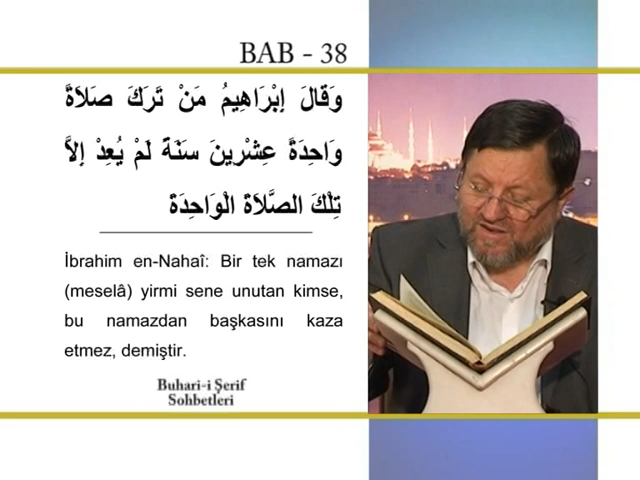 BAB - 38
وَقَالَ إِبْرَاهِيمُ مَنْ تَرَكَ صَلاَةً
وَاحِدَةً عِشْرِينَ سَنَةً لَمْ يُعِدْ إِلاَّ
تِلْكَ الصَّلاَةَ الْوَاحِدَةَ
İbrahim en-Nahaî: Bir tek namazı
(meselâ) yirmi sene unutan kimse,
bu namazdan başkasını kaza
etmez, demiştir.
Buhari-i Şerif
Sohbetleri